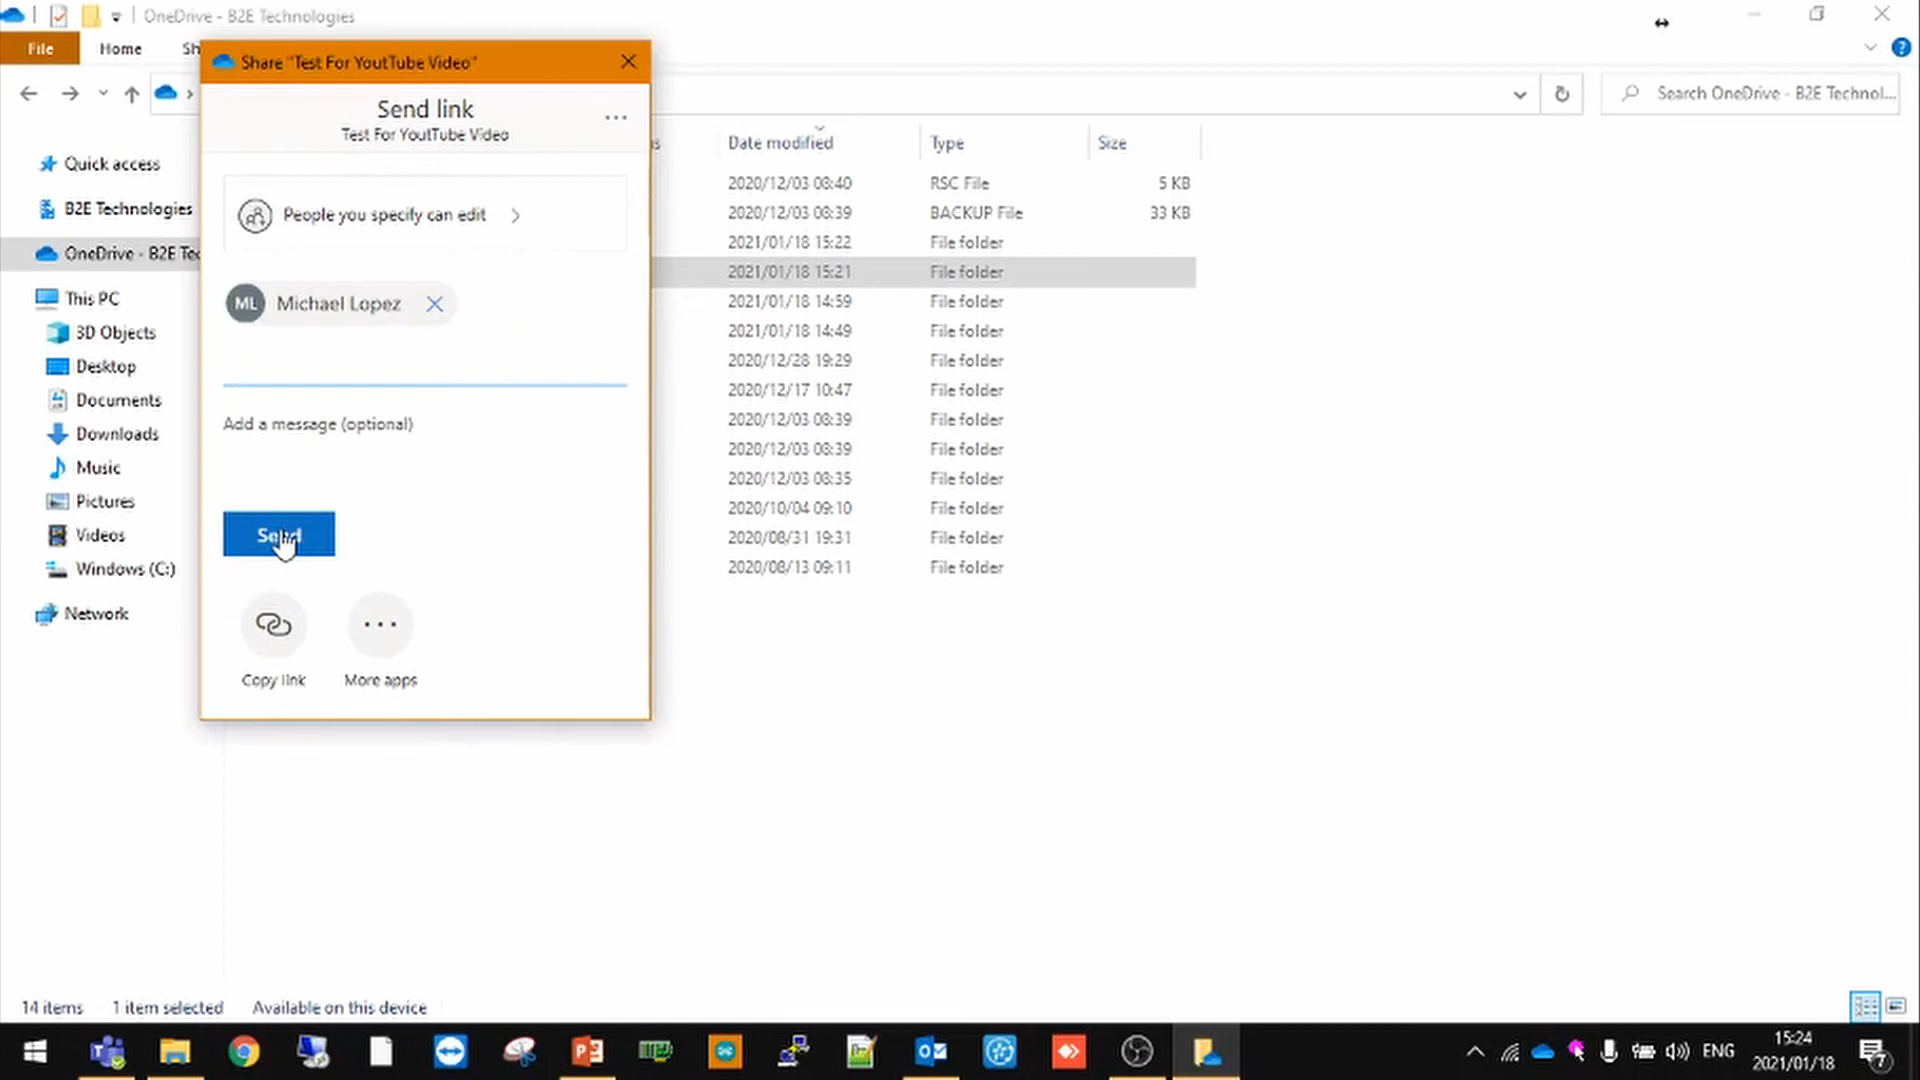 OneDrive - B2E Technologies
File
Home
Sh
Share "Test For YoutTube Video"
Search OneDrive - B2E Technol...
Send link
Test For YoutTube Video
Date modified
Type
Size
Quick access
B2E Technologies
OneDrive - B2E Tec
This PC
3D Objects
Desktop
Documents
Downloads
Music
Pictures
Videos
Windows (C:)
Network
People you specify can edit
ML
Michael Lopez
Add a message (optional)
Send
Copy link
More apps
2020/12/03 08:40 RSC File 5 KB
2020/12/03 08:39 BACKUP File 33 KB
2021/01/18 15:22 File folder
2021/01/18 15:21 File folder
2021/01/18 14:59 File folder
2021/01/18 14:49 File folder
2020/12/28 19:29 File folder
2020/12/17 10:47 File folder
2020/12/03 08:39 File folder
2020/12/03 08:39 File folder
2020/12/03 08:35 File folder
2020/10/04 09:10 File folder
2020/08/31 19:31 File folder
2020/08/13 09:11 File folder
14 items 1 item selected Available on this device
ENG
15:24
2021/01/18
7